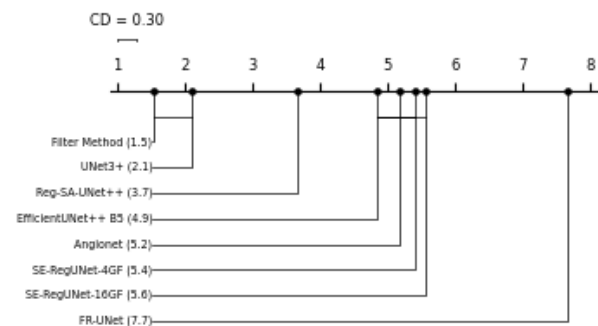 CD = 0.30
1 2 3 4 5 6 7 8
Filter Method (1.5)
UNet3+ (2.1)
Reg-SA-UNet++ (3.7)
EfficientUNet++ B5 (4.9)
Angionet (5.2)
SE-RegUNet-4GF (5.4)
SE-RegUNet-16GF (5.6)
FR-UNet (7.7)